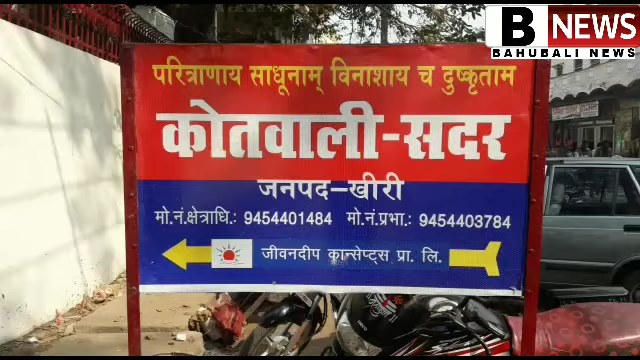 B NEWS
BAHUBALI NEWS
परित्राणाय साधूनाम् विनाशाय च दुष्कृताम
कोतवाली-सदर
जनपद-खीरी
मो.नं.क्षेत्राधि.: 9454401484 मो.नं.प्रभा.: 9454403784
जीवनदीप कान्सेप्ट्स प्रा. लि.